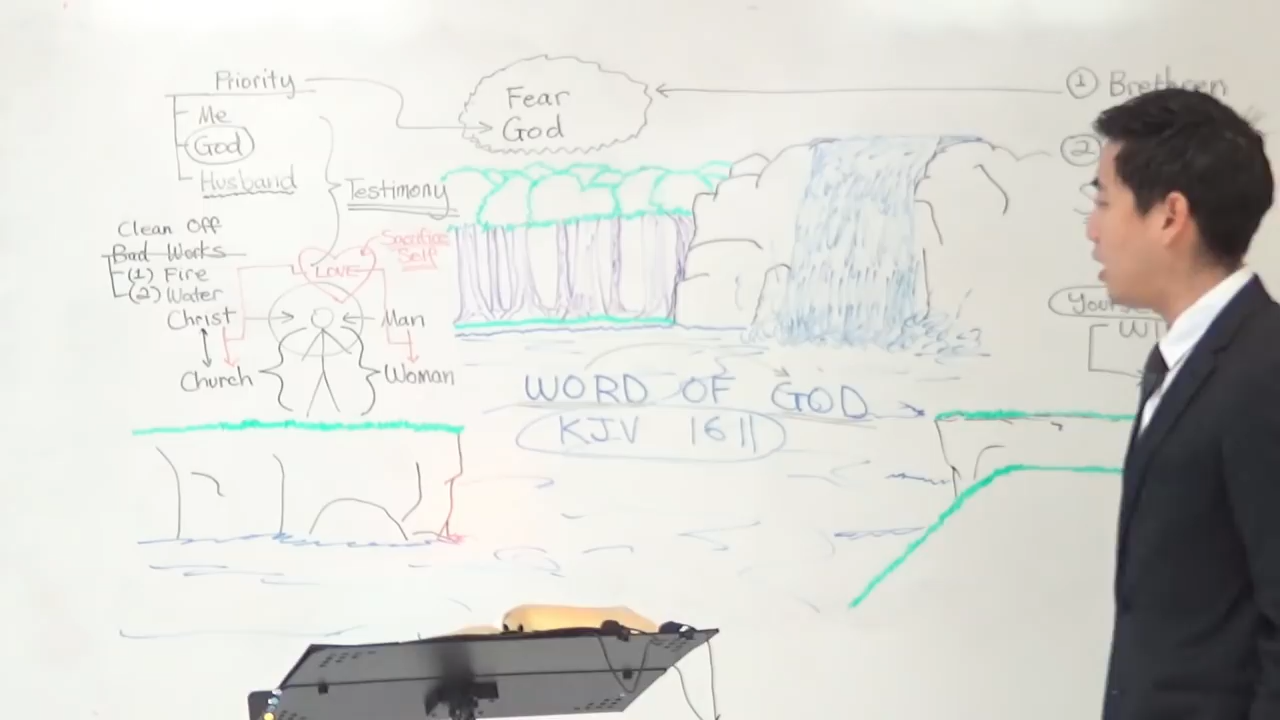 Priority
Me
God
Husband
Testimony
Fear
God
① Brethren
②
Clean Off
Bad Works
(1) Fire
(2) Water
LOVE
Sacrifice
Self
Christ
Man
Church
Woman
WORD OF GOD
KJV 1611